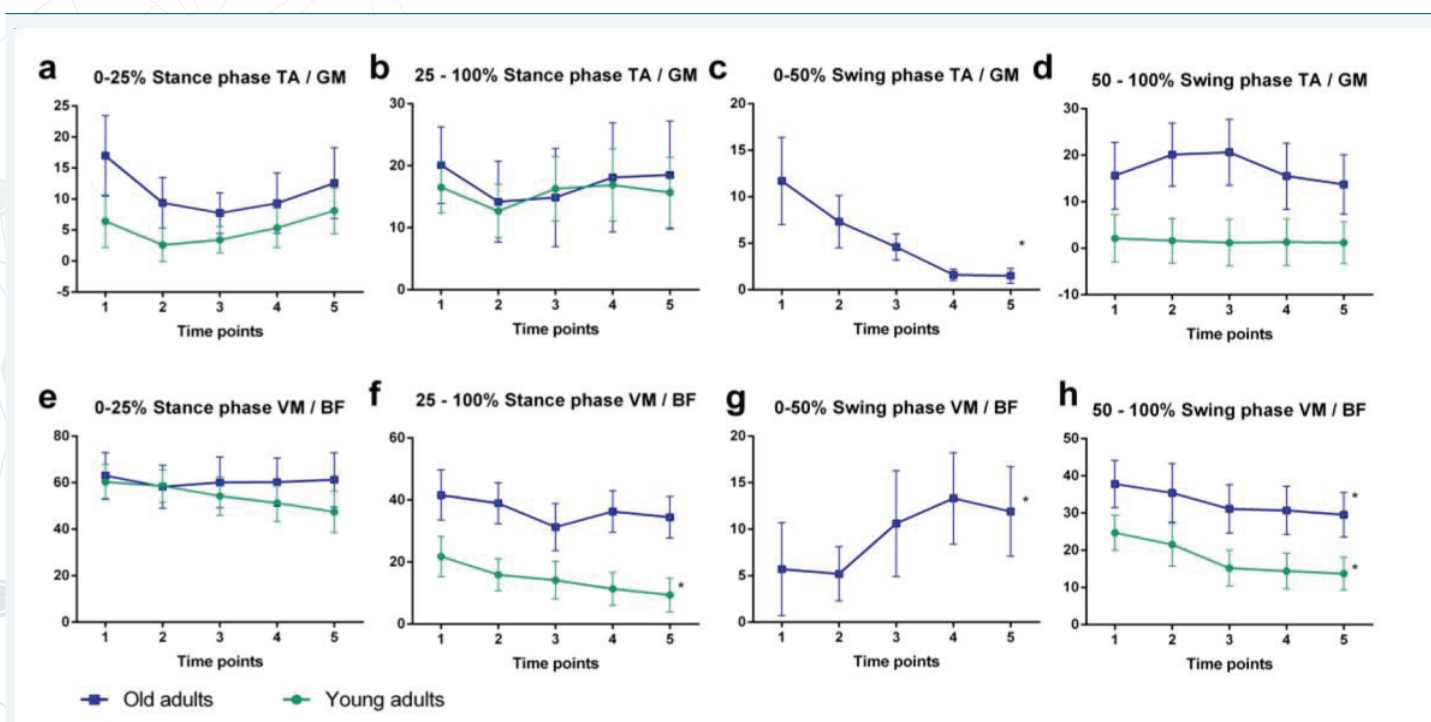 a 0-25% Stance phase TA / GM
25
20
15
10
5
0
-5
1 2 3 4 5
Time points
b 25 - 100% Stance phase TA / GM
30
20
10
0
1 2 3 4 5
Time points
c 0-50% Swing phase TA / GM
20
15
10
5
0
*
1 2 3 4 5
Time points
d 50 - 100% Swing phase TA / GM
30
20
10
0
-10
1 2 3 4 5
Time points
e 0-25% Stance phase VM / BF
80
60
40
20
0
1 2 3 4 5
Time points
f 25 - 100% Stance phase VM / BF
60
40
20
0
*
1 2 3 4 5
Time points
g 0-50% Swing phase VM / BF
20
15
10
5
0
*
1 2 3 4 5
Time points
h 50 - 100% Swing phase VM / BF
50
40
30
20
10
0
*
*
1 2 3 4 5
Time points
Old adults Young adults